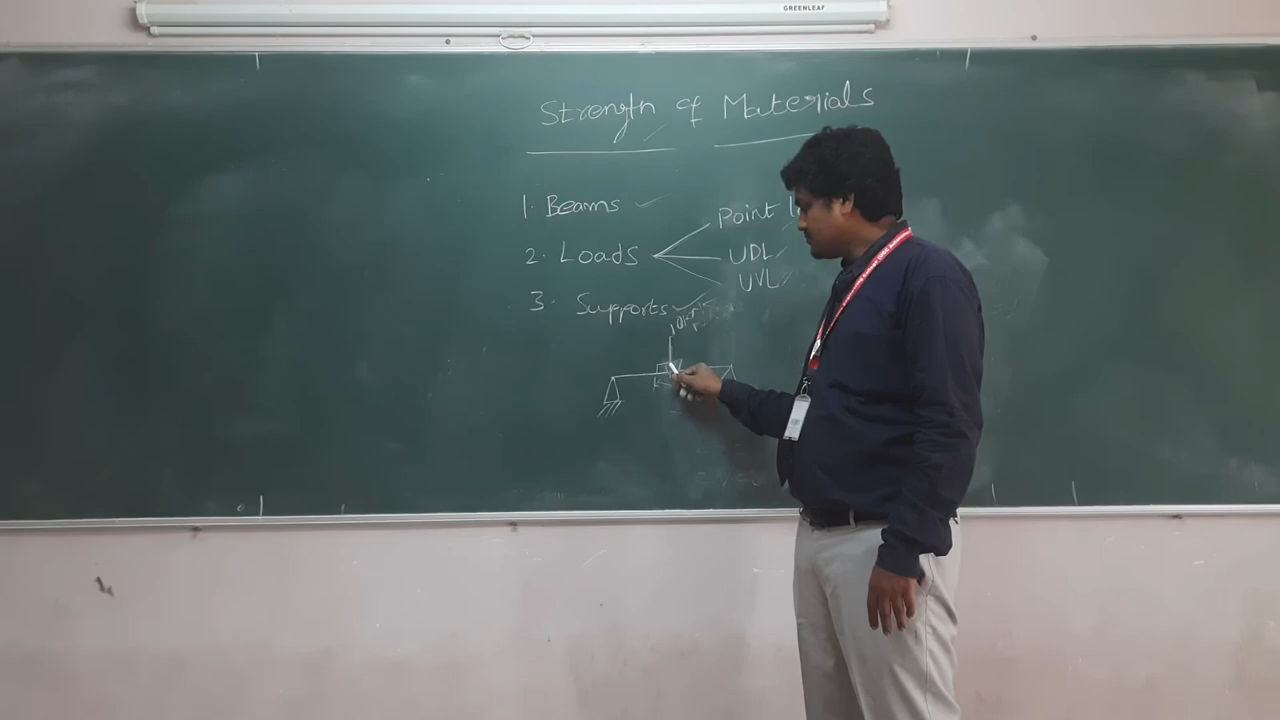 GREENLEAF
Strength of Materials
1. Beams
Point
2. Loads
UDL
UVL
3. Supports